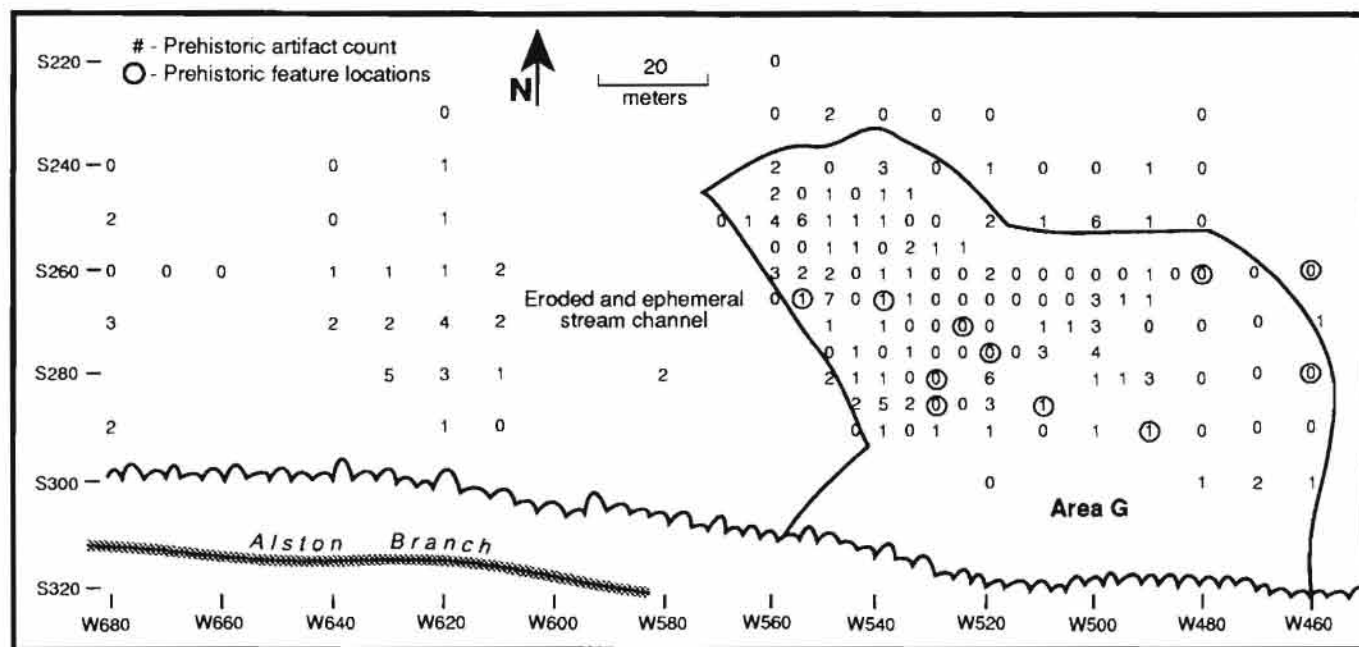 # - Prehistoric artifact count
S220 0
- Prehistoric feature locations
N
20
meters
0 0 2 0 0 0 0
S240 0 0 1 2 0 3 0 1 0 0 1 0
2 0 1 0 1 1
2 0 1 0 1 4 6 1 1 1 0 0 2 1 6 1 0
0 0 1 1 0 2 1 1
S260 0 0 0 1 1 1 2 3 2 2 0 1 1 0 0 2 0 0 0 0 0 1 0 0 0 0
Eroded and ephemeral
stream channel
0 1 7 0 1 1 0 0 0 0 0 0 3 1 1
3 2 2 4 2 1 1 0 0 0 0 1 1 3 0 0 0 1
0 1 0 1 0 0 0 0 3 4
S280 5 3 1 2 2 1 1 0 0 6 1 1 3 0 0 0
2 5 2 0 0 3 1
2 1 0 0 1 0 1 1 0 1 1 0 0 0
S300 0 1 2 1
Area G
Alston Branch
S320
W680 W660 W640 W620 W600 W580 W560 W540 W520 W500 W480 W460